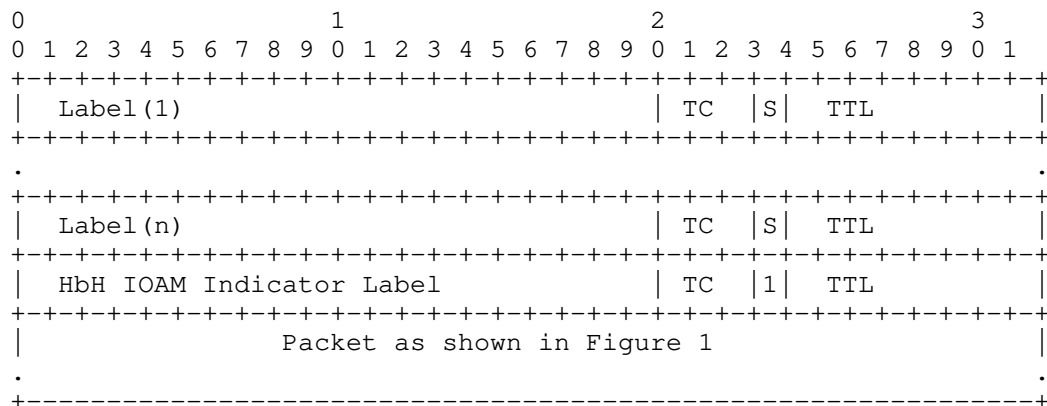 0                   1                   2                   3
0 1 2 3 4 5 6 7 8 9 0 1 2 3 4 5 6 7 8 9 0 1 2 3 4 5 6 7 8 9 0 1
+-+-+-+-+-+-+-+-+-+-+-+-+-+-+-+-+-+-+-+-+-+-+-+-+-+-+-+-+-+-+-+-+
|  Label(1)                             | TC  |S|  TTL          |
+-+-+-+-+-+-+-+-+-+-+-+-+-+-+-+-+-+-+-+-+-+-+-+-+-+-+-+-+-+-+-+-+
.                                                               .
+-+-+-+-+-+-+-+-+-+-+-+-+-+-+-+-+-+-+-+-+-+-+-+-+-+-+-+-+-+-+-+-+
|  Label(n)                             | TC  |S|  TTL          |
+-+-+-+-+-+-+-+-+-+-+-+-+-+-+-+-+-+-+-+-+-+-+-+-+-+-+-+-+-+-+-+-+
|  HbH IOAM Indicator Label             | TC  |1|  TTL          |
+-+-+-+-+-+-+-+-+-+-+-+-+-+-+-+-+-+-+-+-+-+-+-+-+-+-+-+-+-+-+-+-+
|                Packet as shown in Figure 1                    |
.                                                               .
+---------------------------------------------------------------+